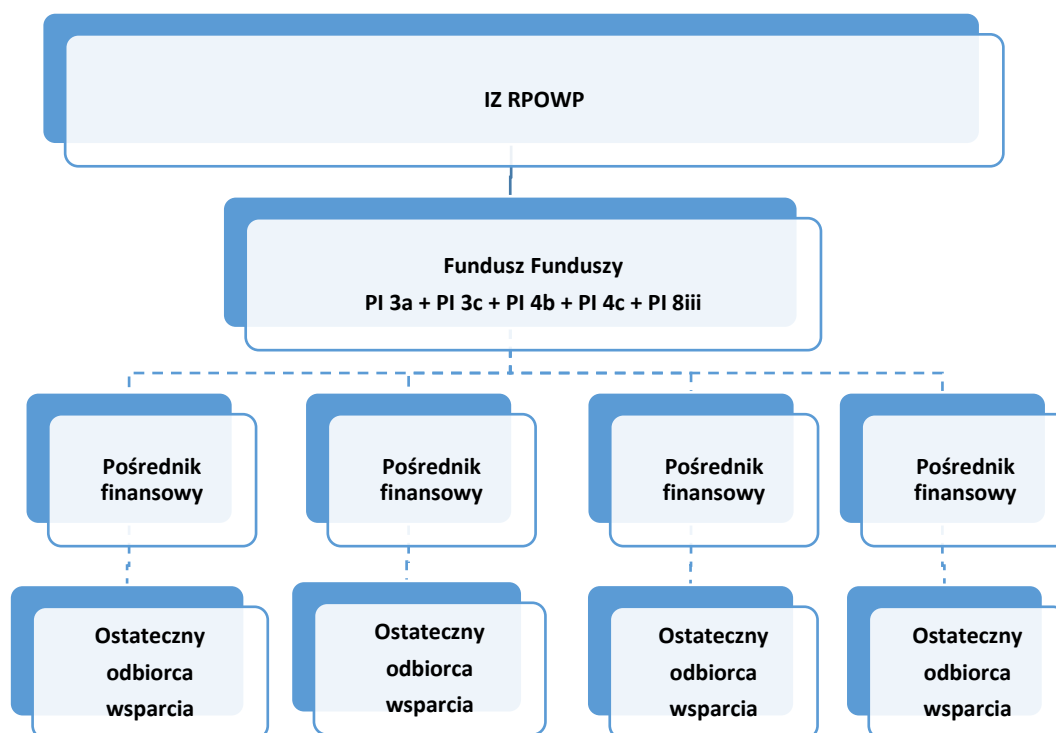 IZ RPOWP
Fundusz Funduszy
PI 3a + PI 3c + PI 4b + PI 4c + PI 8iii
Pośrednik
finansowy
Pośrednik
finansowy
Pośrednik
finansowy
Pośrednik
finansowy
Ostateczny
odbiorca
wsparcia
Ostateczny
odbiorca
wsparcia
Ostateczny
odbiorca
wsparcia
Ostateczny
odbiorca
wsparcia